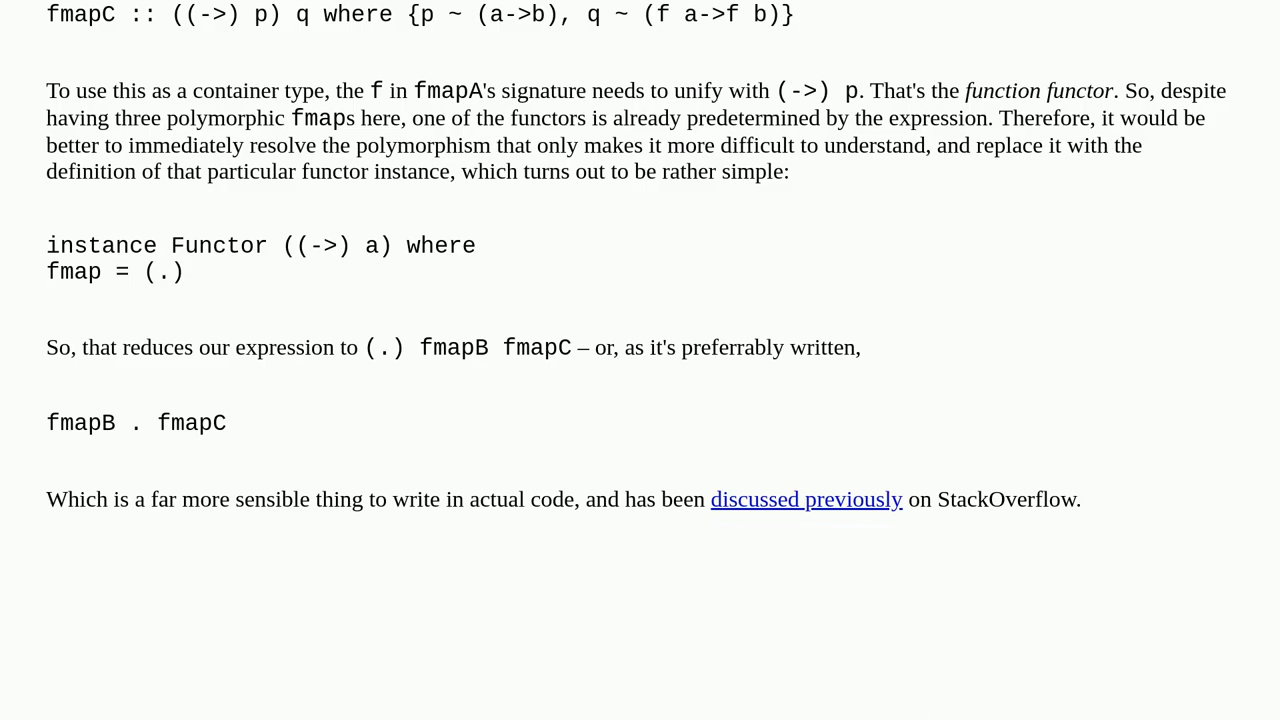 fmapC :: ((->) p) q where {p ~ (a->b), q ~ (f a->f b)}
To use this as a container type, the f in fmapA's signature needs to unify with (->) p. That's the function functor. So, despite
having three polymorphic fmaps here, one of the functors is already predetermined by the expression. Therefore, it would be
better to immediately resolve the polymorphism that only makes it more difficult to understand, and replace it with the
definition of that particular functor instance, which turns out to be rather simple:
instance Functor ((->) a) where
fmap = (.)
So, that reduces our expression to (.) fmapB fmapC – or, as it's preferrably written,
fmapB . fmapC
Which is a far more sensible thing to write in actual code, and has been discussed previously on StackOverflow.